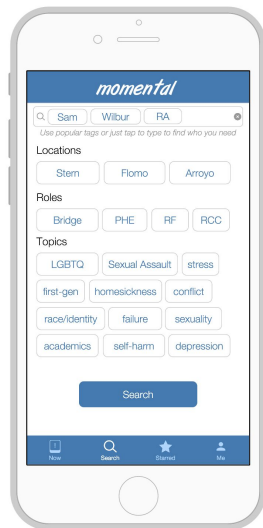 momental
Sam Wilbur RA
Use popular tags or just tap to type to find who you need
Locations
Stern Flomo Arroyo
Roles
Bridge PHE RF RCC
Topics
LGBTQ Sexual Assault stress
first-gen homesickness conflict
race/identity failure sexuality
academics self-harm depression
Search
Now Search Starred Me